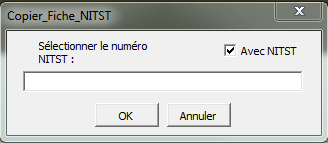 Copier_Fiche_NITST
Sélectionner le numéro
NITST :
Avec NITST
OK
Annuler